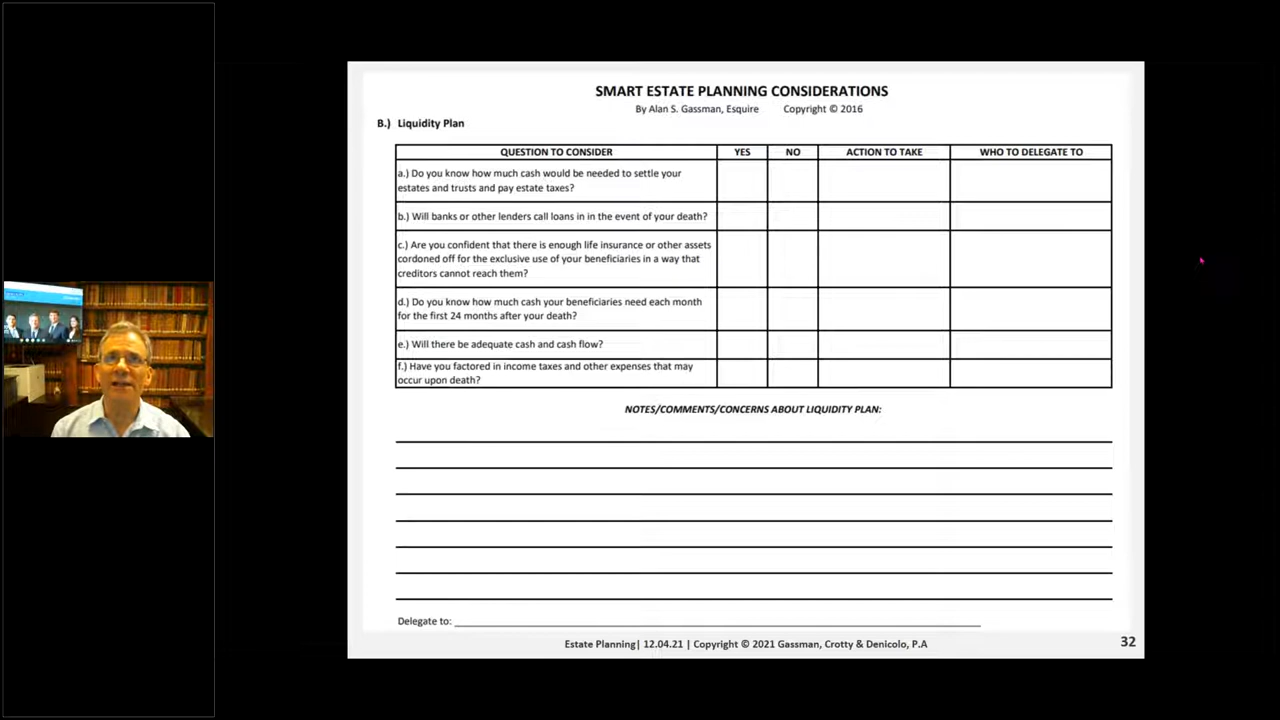 SMART ESTATE PLANNING CONSIDERATIONS
By Alan S. Gassman, Esquire Copyright © 2016
B.) Liquidity Plan
QUESTION TO CONSIDER YES NO ACTION TO TAKE WHO TO DELEGATE TO
a.) Do you know how much cash would be needed to settle your
estates and trusts and pay estate taxes?
b.) Will banks or other lenders call loans in in the event of your death?
c.) Are you confident that there is enough life insurance or other assets
cordoned off for the exclusive use of your beneficiaries in a way that
creditors cannot reach them?
d.) Do you know how much cash your beneficiaries need each month
for the first 24 months after your death?
e.) Will there be adequate cash and cash flow?
f.) Have you factored in income taxes and other expenses that may
occur upon death?
NOTES/COMMENTS/CONCERNS ABOUT LIQUIDITY PLAN:
Delegate to:
Estate Planning| 12.04.21 | Copyright © 2021 Gassman, Crotty & Denicolo, P.A
32